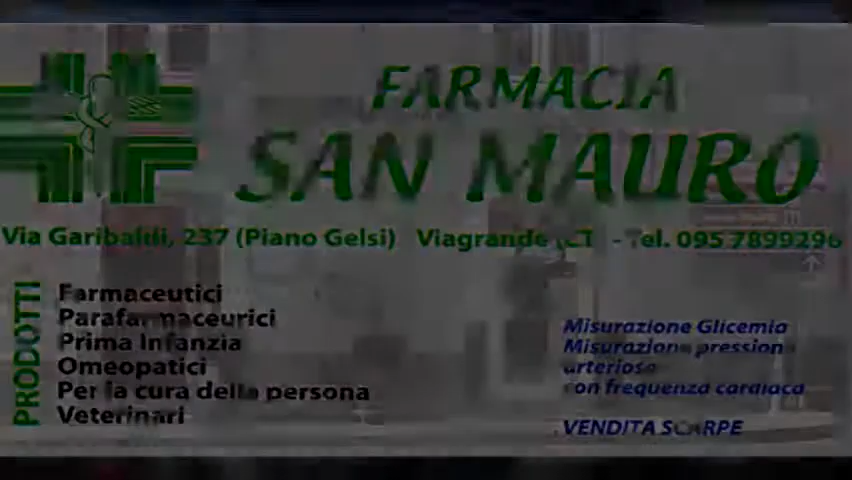 FARMACIA
SAN MAURO
Via Garibaldi, 237 (Piano Gelsi) Viagrande (CT) - Tel. 095 7899296
PRODOTTI
Farmaceutici
Parafarmaceurici
Prima Infanzia
Omeopatici
Per la cura della persona
Veterinari
Misurazione Glicemia
Misurazione pressione
arteriosa
con frequenza cardiaca
VENDITA SCARPE